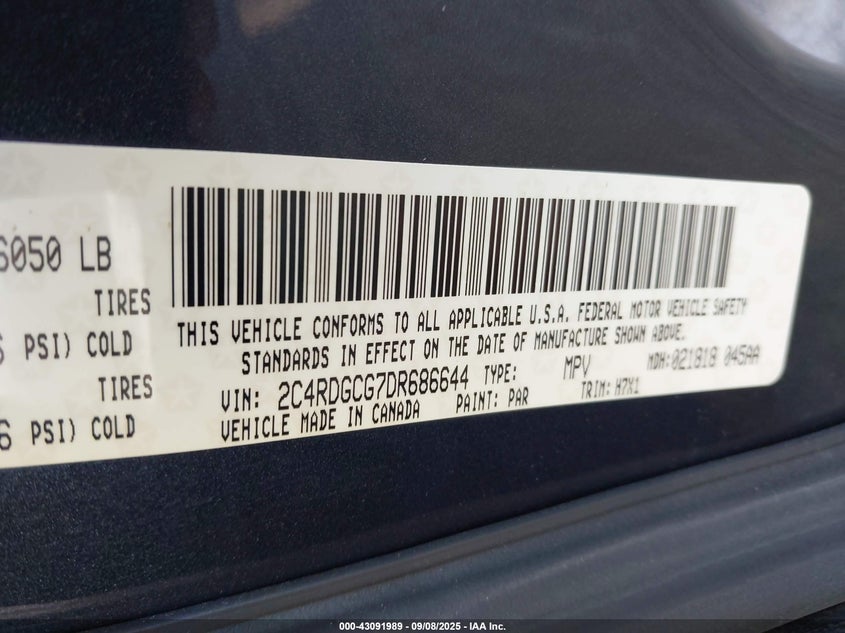 6050 LB
TIRES
PSI) COLD
TIRES
6 PSI) COLD
THIS VEHICLE CONFORMS TO ALL APPLICABLE U.S.A. FEDERAL MOTOR VEHICLE SAFETY
STANDARDS IN EFFECT ON THE DATE OF MANUFACTURE SHOWN ABOVE.
VIN: 2C4RDGCG7DR686644 TYPE: MPV MDH:021818 045AA
VEHICLE MADE IN CANADA PAINT: PAR TRIM: H7X1
000-43091989 - 09/08/2025 - IAA Inc.